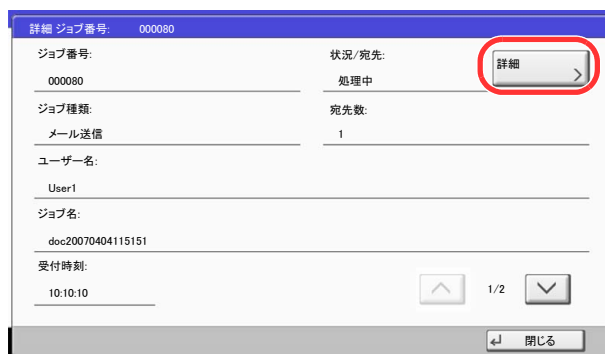 詳細 ジョブ番号: 000080
ジョブ番号: 状況/宛先:
000080 処理中 詳細
ジョブ種類: 宛先数:
メール送信 1
ユーザー名:
User1
ジョブ名:
doc20070404115151
受付時刻:
10:10:10 1/2
閉じる